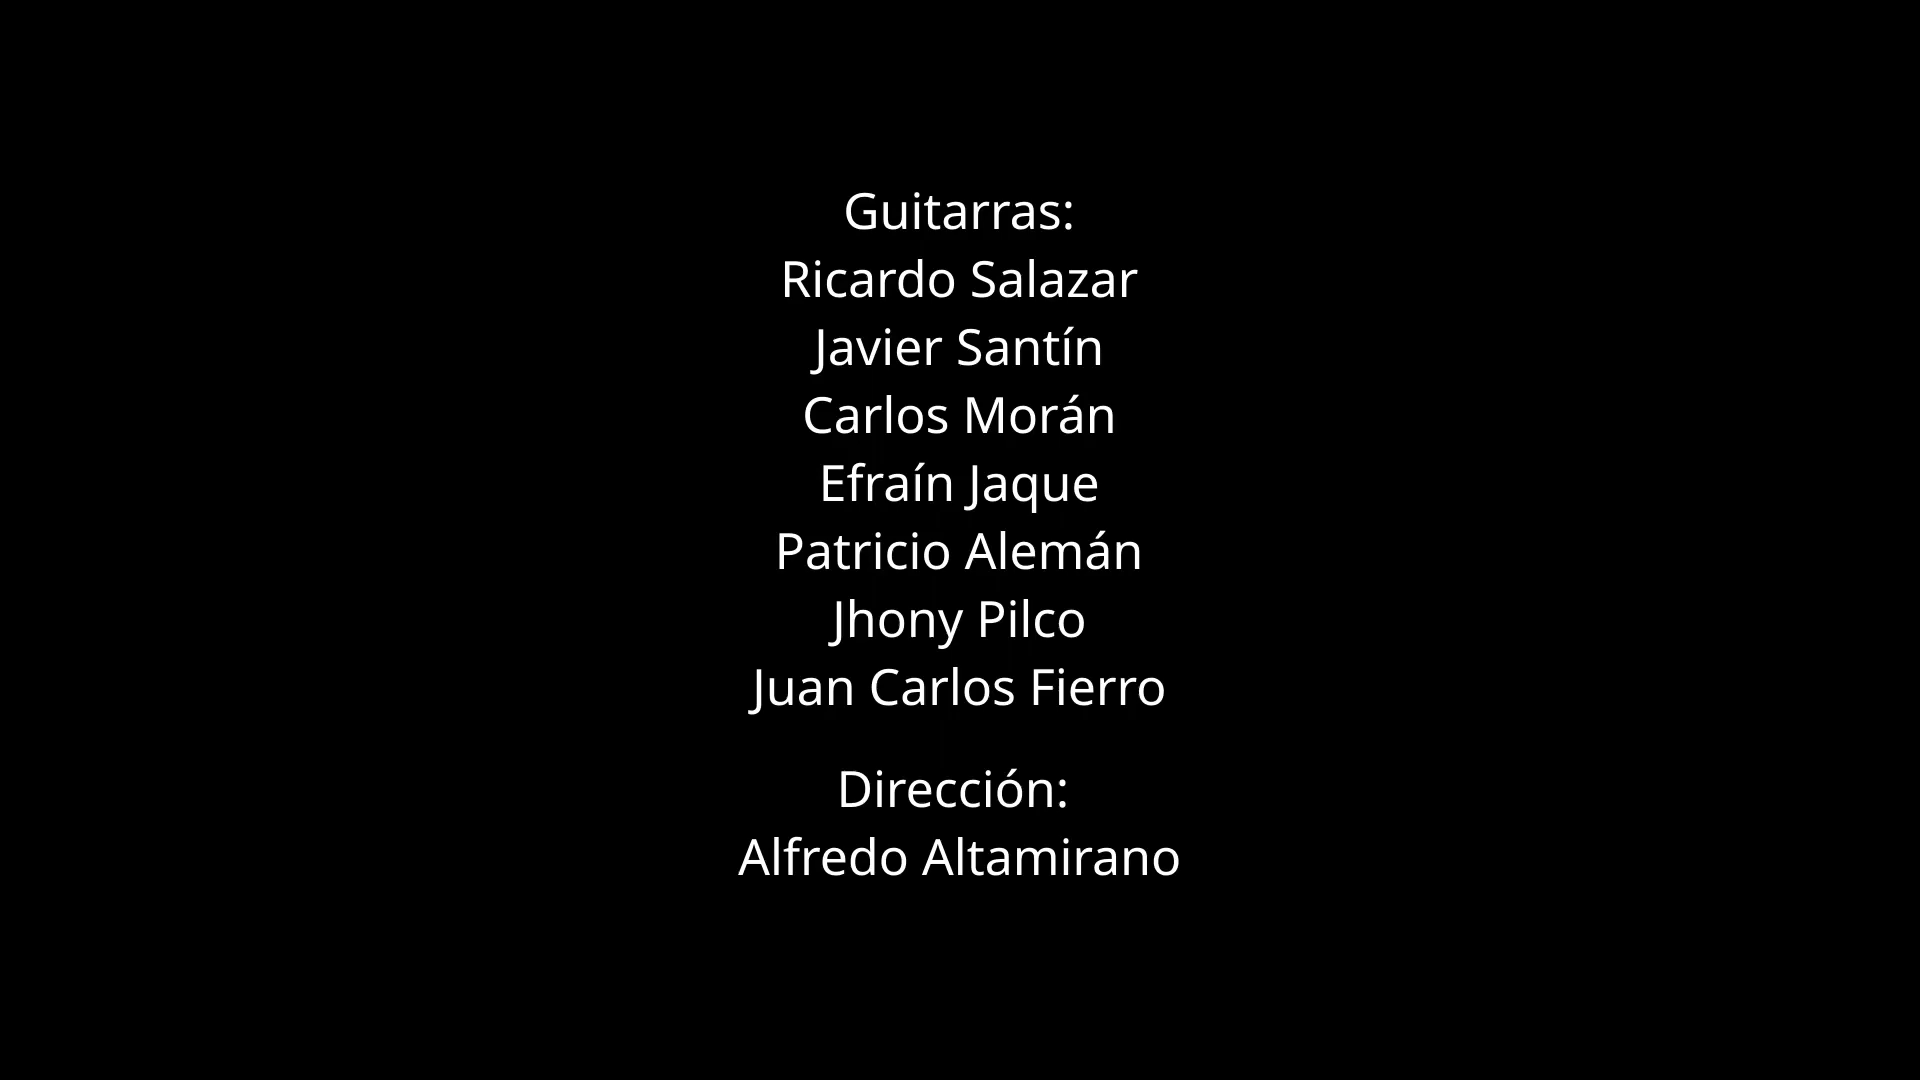 Guitarras:
Ricardo Salazar
Javier Santín
Carlos Morán
Efraín Jaque
Patricio Alemán
Jhony Pilco
Juan Carlos Fierro
Dirección:
Alfredo Altamirano